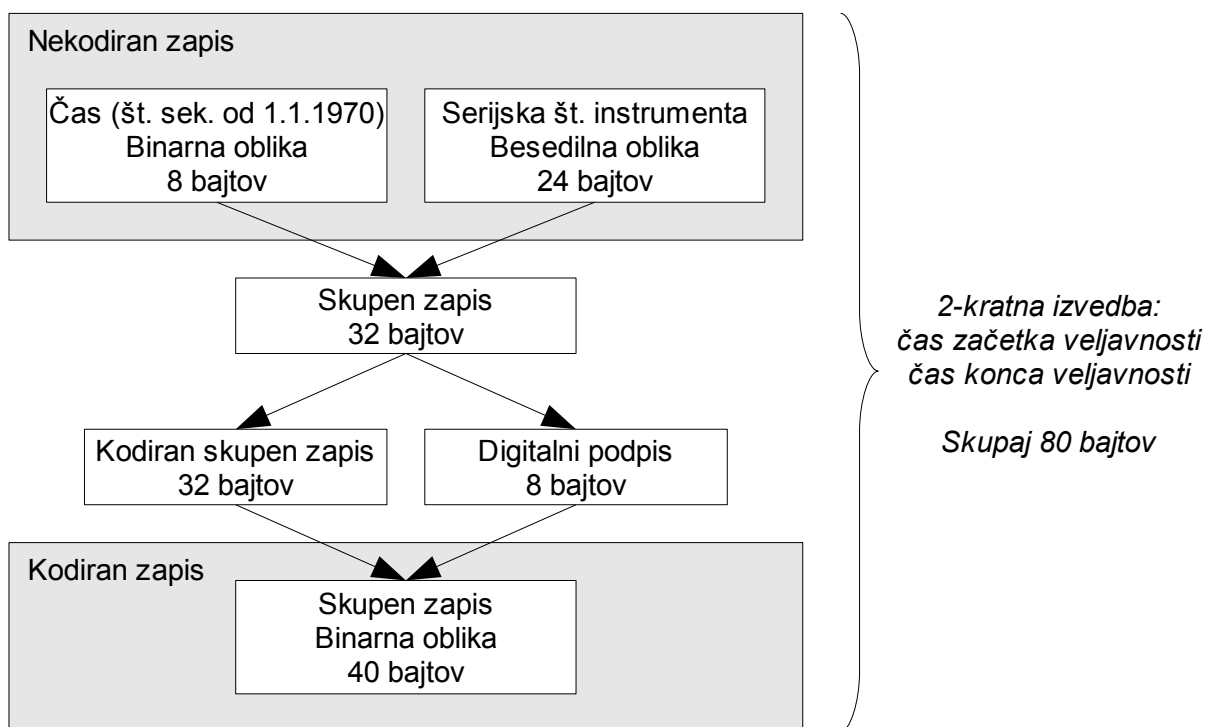 Nekodiran zapis
Čas (št. sek. od 1.1.1970)
Binarna oblika
8 bajtov
Serijska št. instrumenta
Besedilna oblika
24 bajtov
Skupen zapis
32 bajtov
Kodiran skupen zapis
32 bajtov
Digitalni podpis
8 bajtov
Kodiran zapis
Skupen zapis
Binarna oblika
40 bajtov
2-kratna izvedba:
čas začetka veljavnosti
čas konca veljavnosti
Skupaj 80 bajtov